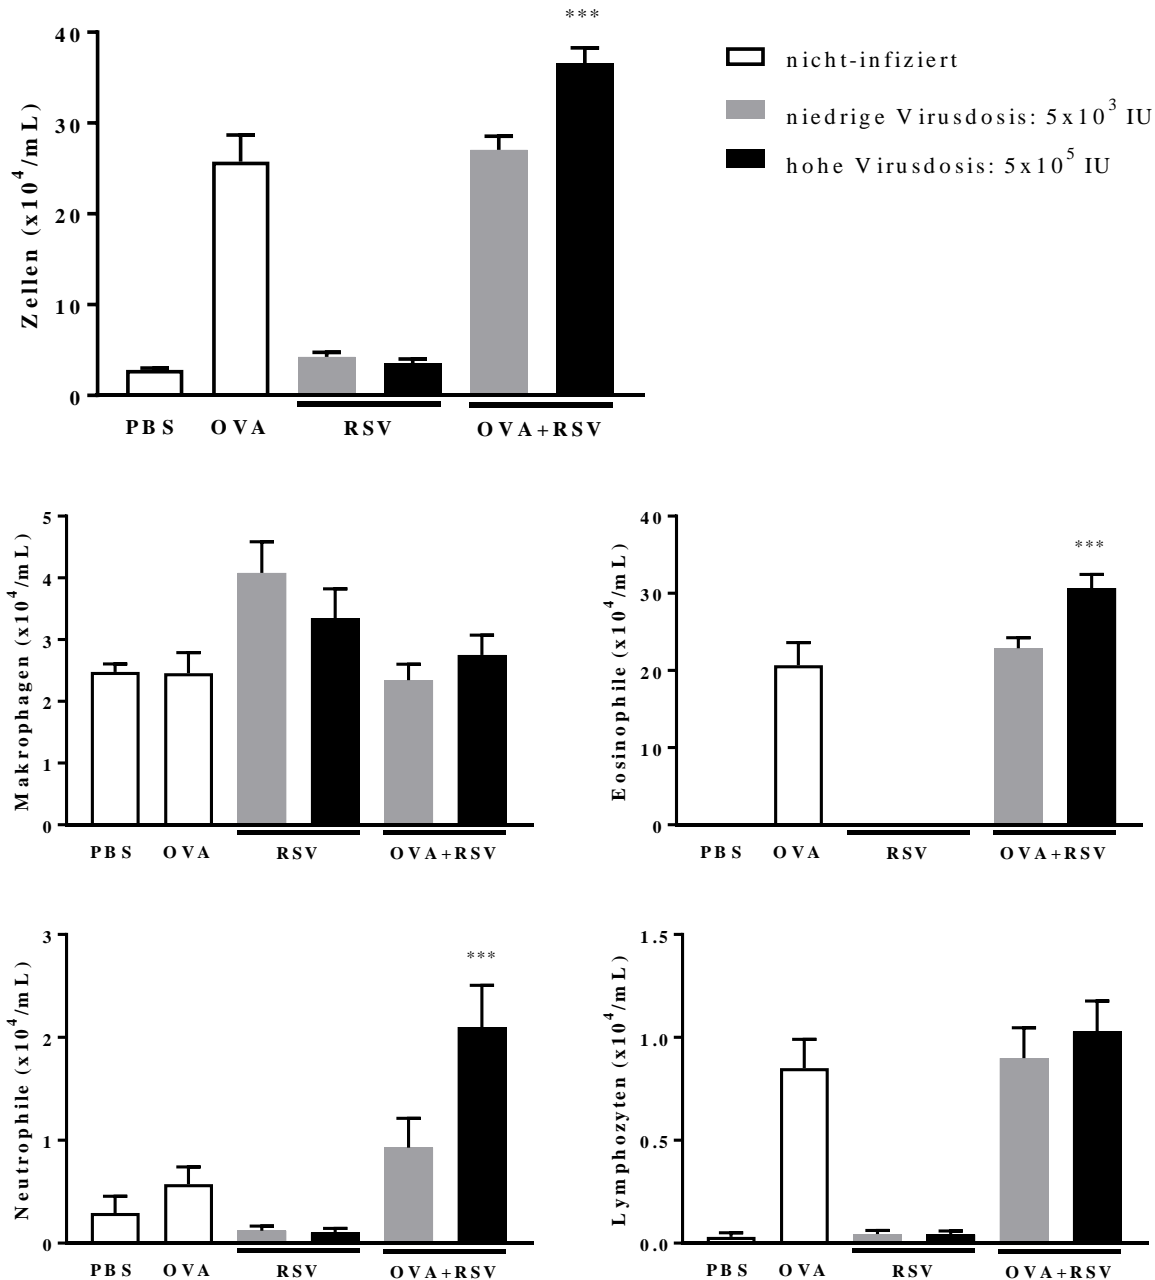 ***
Zellen (x10⁴/mL)
40
30
20
10
0
PBS OVA RSV OVA+RSV
nicht-infiziert
niedrige Virusdosis: 5x10³ IU
hohe Virusdosis: 5x10⁵ IU
Makrophagen (x10⁴/mL)
5
4
3
2
1
0
PBS OVA RSV OVA+RSV
***
Eosinophile (x10⁴/mL)
40
30
20
10
0
PBS OVA RSV OVA+RSV
***
Neutrophile (x10⁴/mL)
3
2
1
0
PBS OVA RSV OVA+RSV
Lymphozyten (x10⁴/mL)
1.5
1.0
0.5
0.0
PBS OVA RSV OVA+RSV